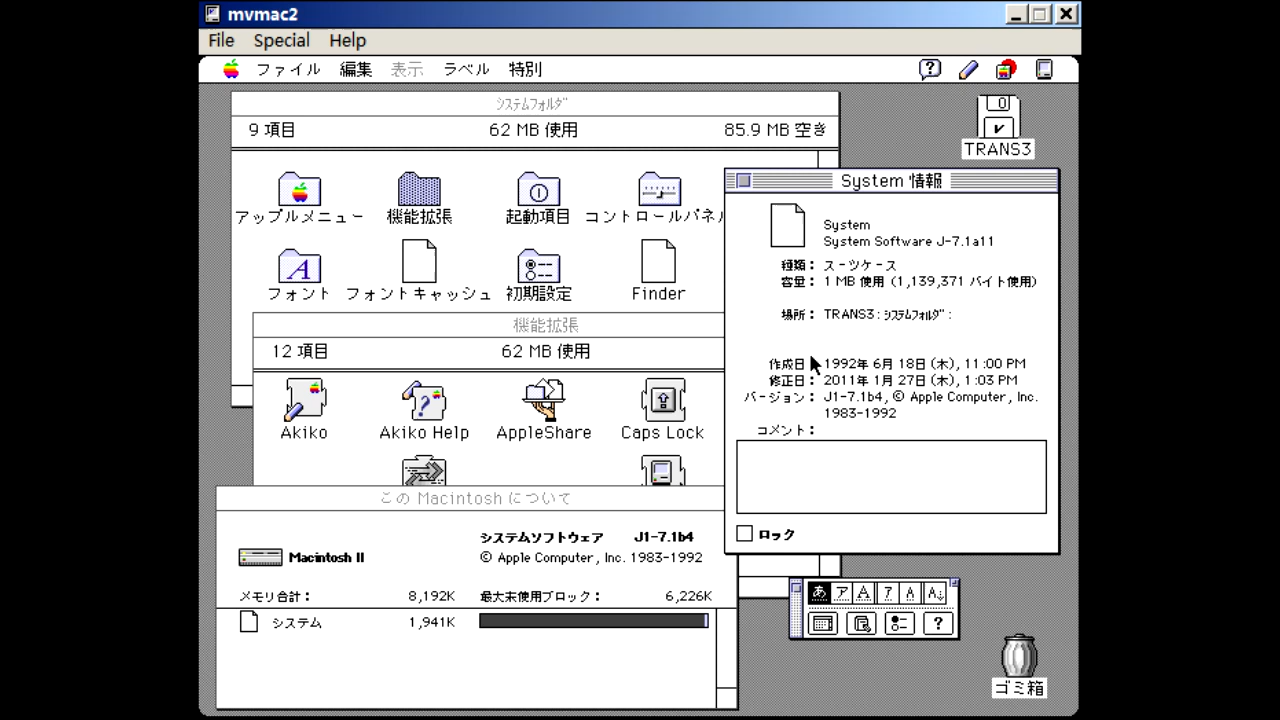 mvmac2
File Special Help
ファイル 編集 表示 ラベル 特別
システムフォルダ
9 項目 62 MB 使用 85.9 MB 空き
アップルメニュー 機能拡張 起動項目 コントロールパネル
フォント フォントキャッシュ 初期設定 Finder
機能拡張
12 項目 62 MB 使用
Akiko Akiko Help AppleShare Caps Lock
この Macintosh について
システムソフトウェア J1-7.1b4
Macintosh II © Apple Computer, Inc. 1983-1992
メモリ合計： 8,192K 最大未使用ブロック： 6,226K
システム 1,941K
TRANS3
System 情報
System
System Software J-7.1a11
種類： スーツケース
容量： 1 MB 使用 (1,139,371 バイト使用)
場所： TRANS3：システムフォルダ：
作成日： 1992年 6月 18日 (木), 11:00 PM
修正日： 2011年 1月 27日 (木), 1:03 PM
バージョン： J1-7.1b4, © Apple Computer, Inc.
1983-1992
コメント：
ロック
あ ア A ｱ A A
?
ゴミ箱